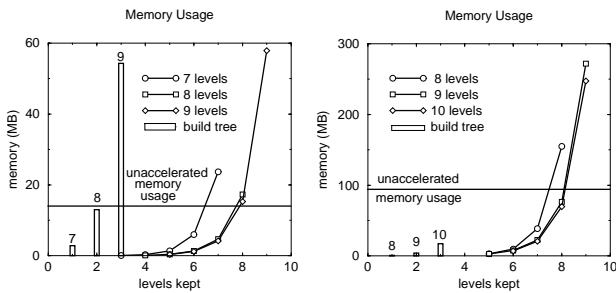 Memory Usage
60
40
20
0
memory (MB)
7
8
9
7 levels
8 levels
9 levels
build tree
unaccelerated
memory
usage
0 2 4 6 8 10
levels kept
Memory Usage
300
200
100
0
memory (MB)
8
9
10
8 levels
9 levels
10 levels
build tree
unaccelerated
memory usage
0 2 4 6 8 10
levels kept